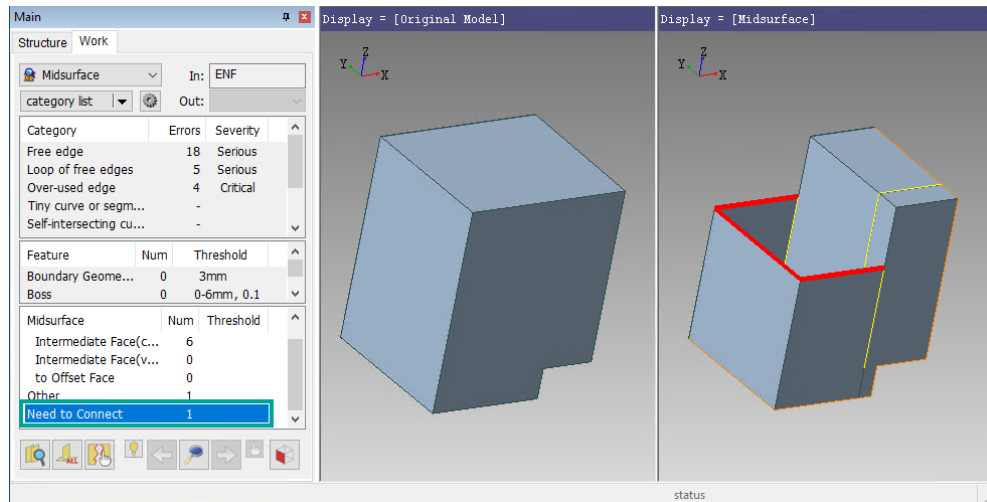 Main
Structure Work
Midsurface In: ENF
category list Out:
Category Errors Severity
Free edge 18 Serious
Loop of free edges 5 Serious
Over-used edge 4 Critical
Tiny curve or segm... -
Self-intersecting cu... -
Feature Num Threshold
Boundary Geome... 0 3mm
Boss 0 0-6mm, 0.1
Midsurface Num Threshold
Intermediate Face(c... 6
Intermediate Face(v... 0
to Offset Face 0
Other 1
Need to Connect 1
Display = [Original Model]
Z
Y
X
Display = [Midsurface]
Z
Y
X
status